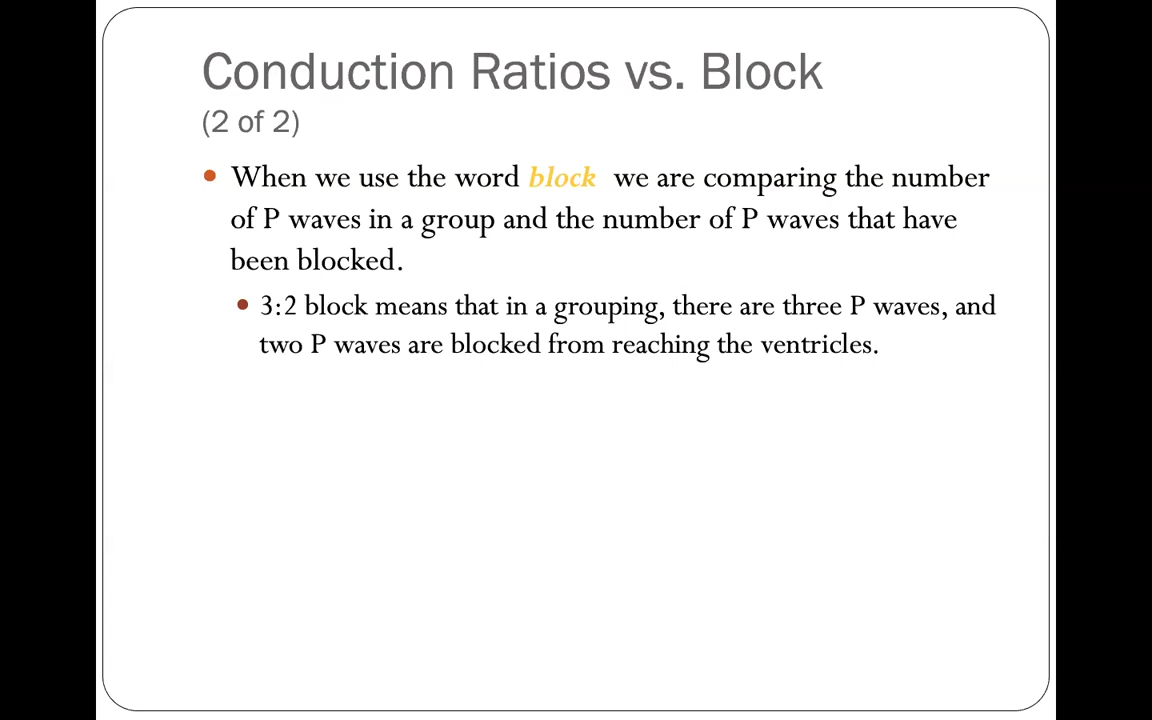 Conduction Ratios vs. Block
(2 of 2)
• When we use the word block we are comparing the number
of P waves in a group and the number of P waves that have
been blocked.
• 3:2 block means that in a grouping, there are three P waves, and
two P waves are blocked from reaching the ventricles.